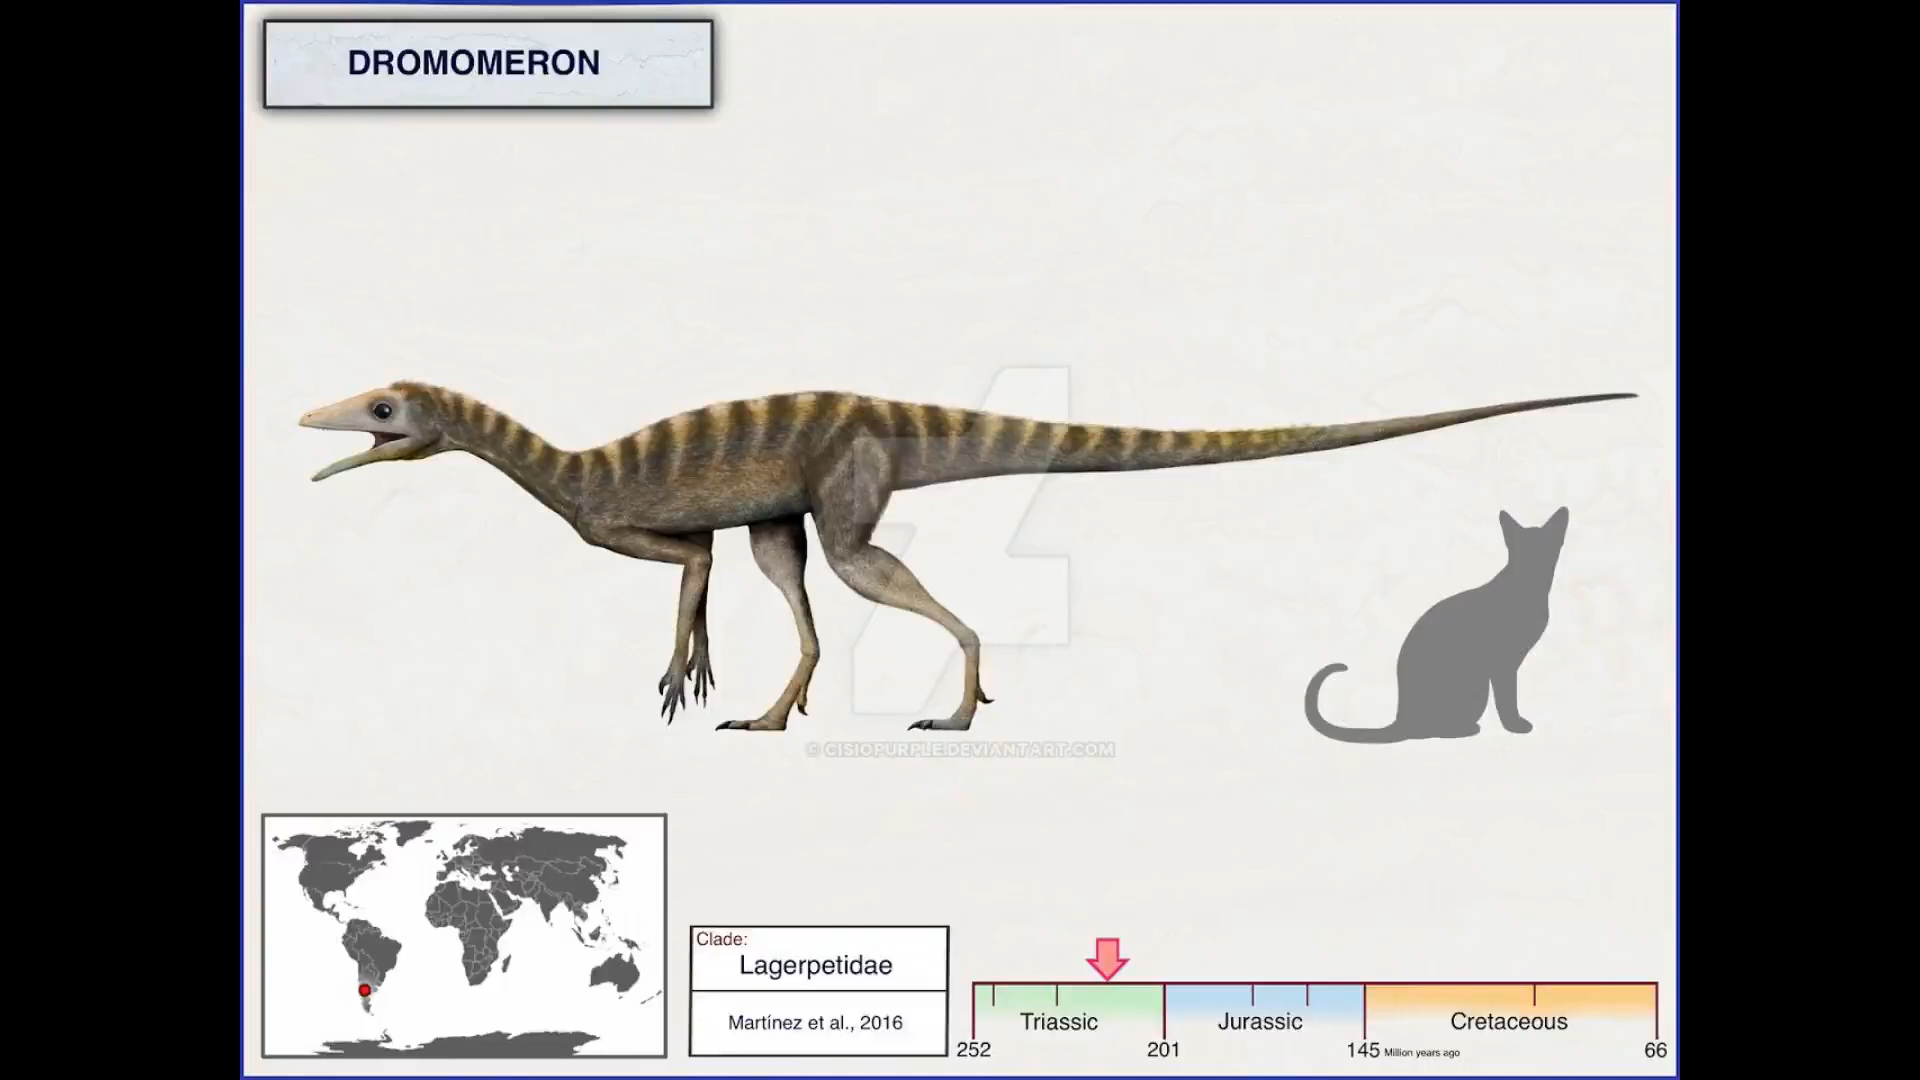 DROMOMERON
© CISIOPURPLE.DEVIANTART.COM
Clade:
Lagerpetidae
Martínez et al., 2016
Triassic
Jurassic
Cretaceous
252
201
145 Million years ago
66